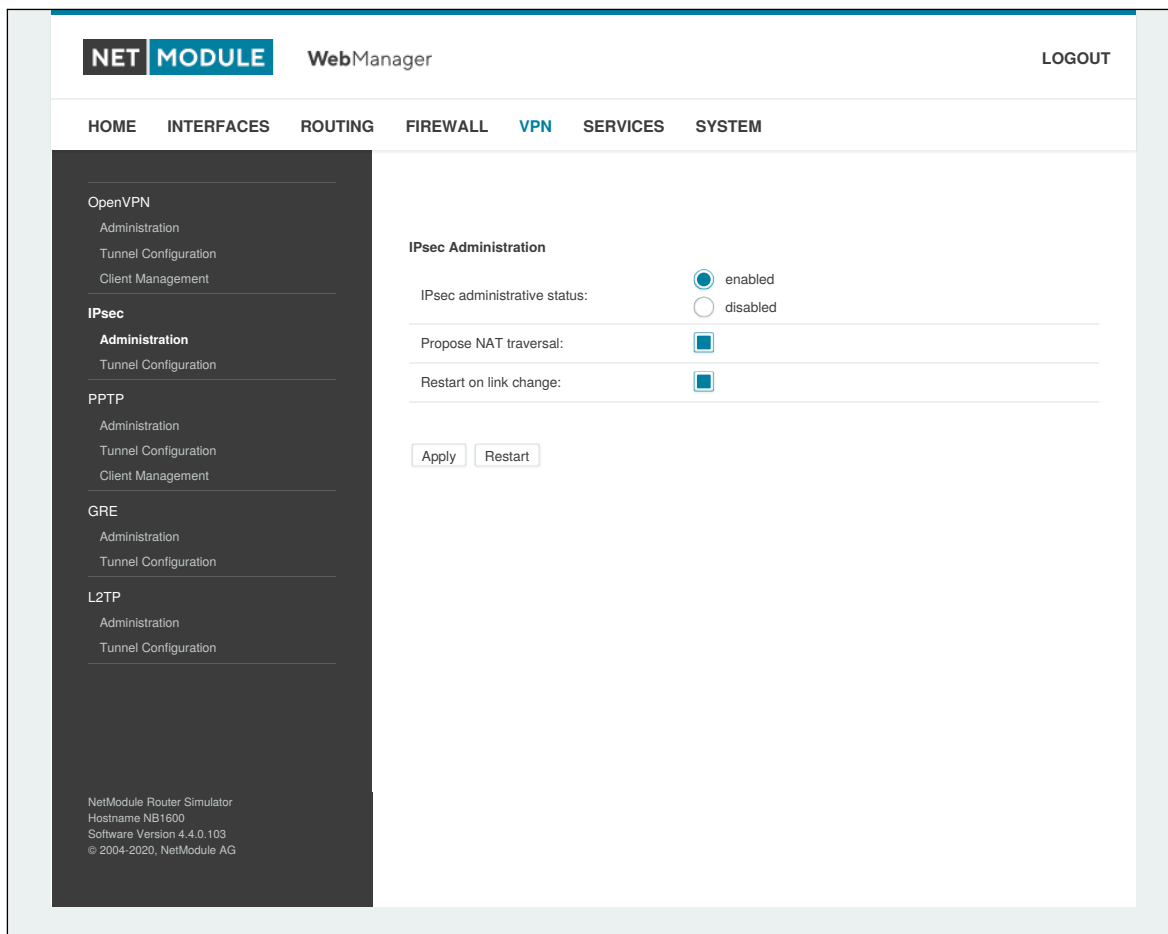 NET MODULE WebManager LOGOUT
HOME INTERFACES ROUTING FIREWALL VPN SERVICES SYSTEM
OpenVPN
Administration
Tunnel Configuration
Client Management
IPsec
Administration
Tunnel Configuration
PPTP
Administration
Tunnel Configuration
Client Management
GRE
Administration
Tunnel Configuration
L2TP
Administration
Tunnel Configuration
NetModule Router Simulator
Hostname NB1600
Software Version 4.4.0.103
© 2004-2020, NetModule AG
IPsec Administration
IPsec administrative status:
enabled
disabled
Propose NAT traversal:
Restart on link change:
Apply Restart